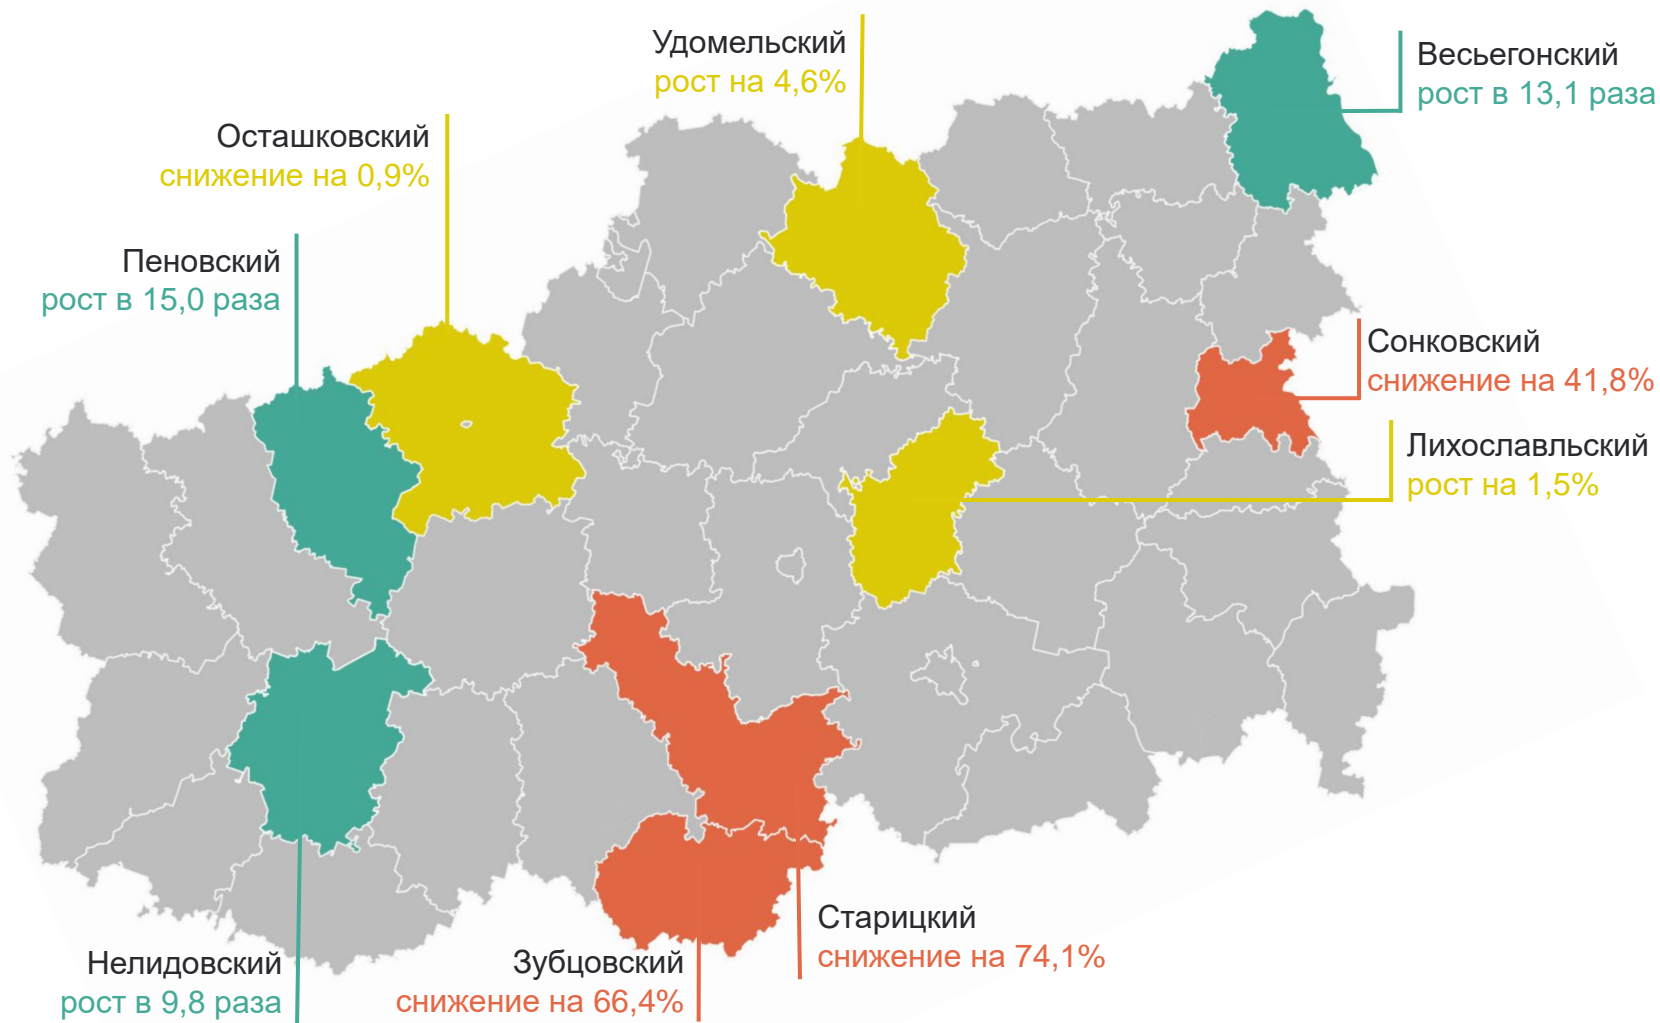 Удомельский
рост на 4,6%
Весьегонский
рост в 13,1 раза
Осташковский
снижение на 0,9%
Пеновский
рост в 15,0 раза
Сонковский
снижение на 41,8%
Лихославльский
рост на 1,5%
Старицкий
снижение на 74,1%
Зубцовский
снижение на 66,4%
Нелидовский
рост в 9,8 раза